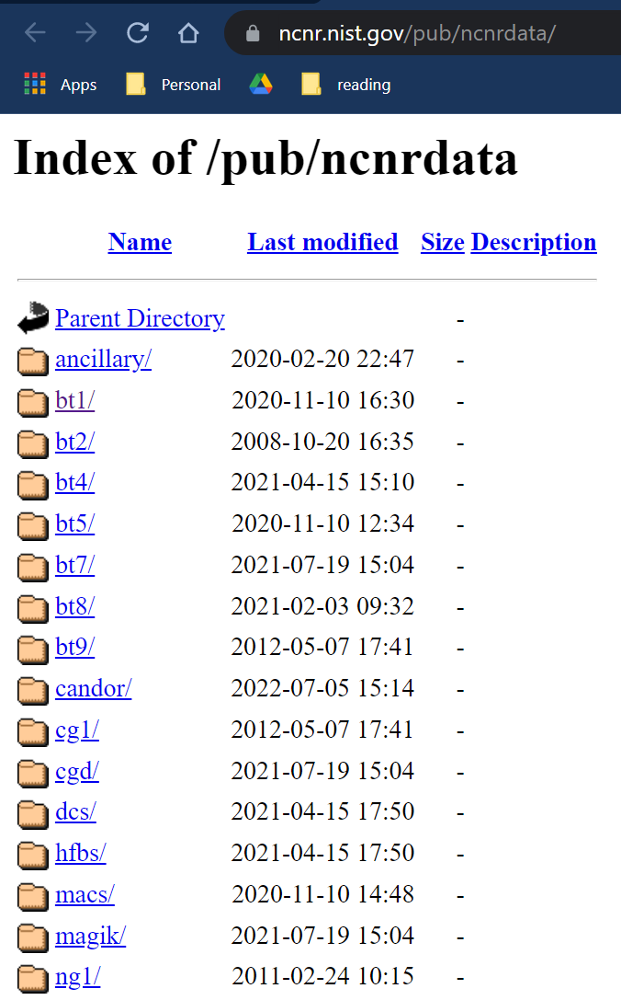 ncnr.nist.gov/pub/ncnrdata/
Apps Personal reading
Index of /pub/ncnrdata
Name Last modified Size Description
Parent Directory -
ancillary/ 2020-02-20 22:47 -
bt1/ 2020-11-10 16:30 -
bt2/ 2008-10-20 16:35 -
bt4/ 2021-04-15 15:10 -
bt5/ 2020-11-10 12:34 -
bt7/ 2021-07-19 15:04 -
bt8/ 2021-02-03 09:32 -
bt9/ 2012-05-07 17:41 -
candor/ 2022-07-05 15:14 -
cg1/ 2012-05-07 17:41 -
cgd/ 2021-07-19 15:04 -
dcs/ 2021-04-15 17:50 -
hfbs/ 2021-04-15 17:50 -
macs/ 2020-11-10 14:48 -
magik/ 2021-07-19 15:04 -
ng1/ 2011-02-24 10:15 -